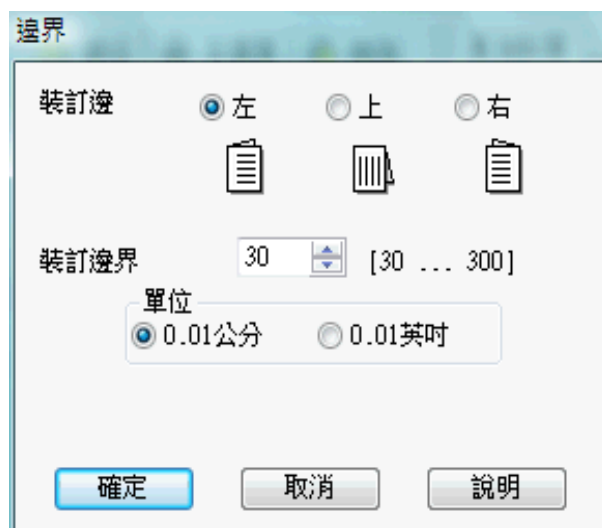 邊界
裝訂邊 左 上 右
裝訂邊界 30 [30 ... 300]
單位
0.01公分 0.01英吋
確定 取消 說明